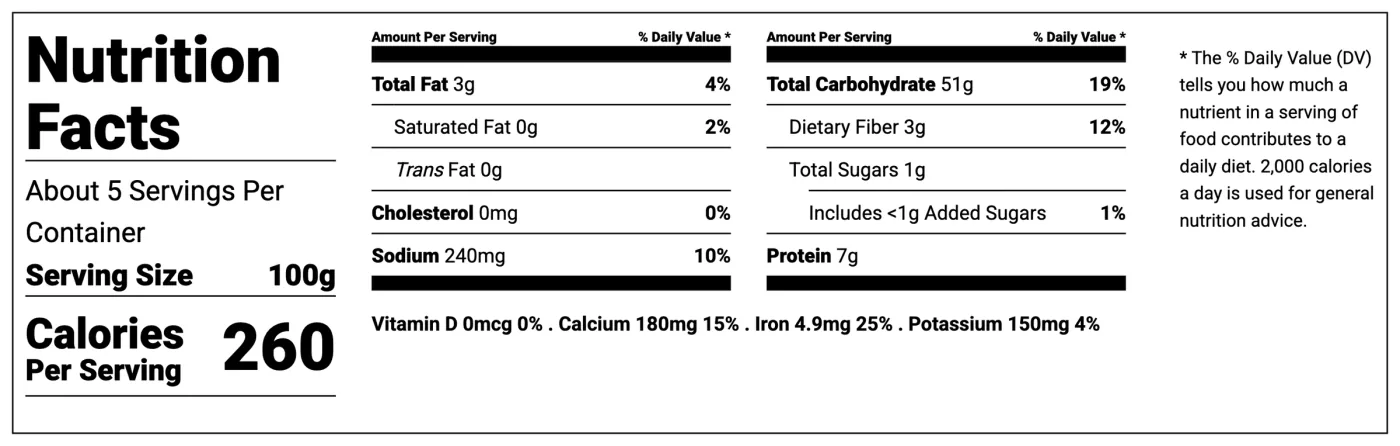 Nutrition
Facts
About 5 Servings Per
Container
Serving Size 100g
Calories
Per Serving 260
Amount Per Serving % Daily Value *
Total Fat 3g 4%
Saturated Fat 0g 2%
Trans Fat 0g
Cholesterol 0mg 0%
Sodium 240mg 10%
Amount Per Serving % Daily Value *
Total Carbohydrate 51g 19%
Dietary Fiber 3g 12%
Total Sugars 1g
Includes <1g Added Sugars 1%
Protein 7g
Vitamin D 0mcg 0% . Calcium 180mg 15% . Iron 4.9mg 25% . Potassium 150mg 4%
* The % Daily Value (DV)
tells you how much a
nutrient in a serving of
food contributes to a
daily diet. 2,000 calories
a day is used for general
nutrition advice.